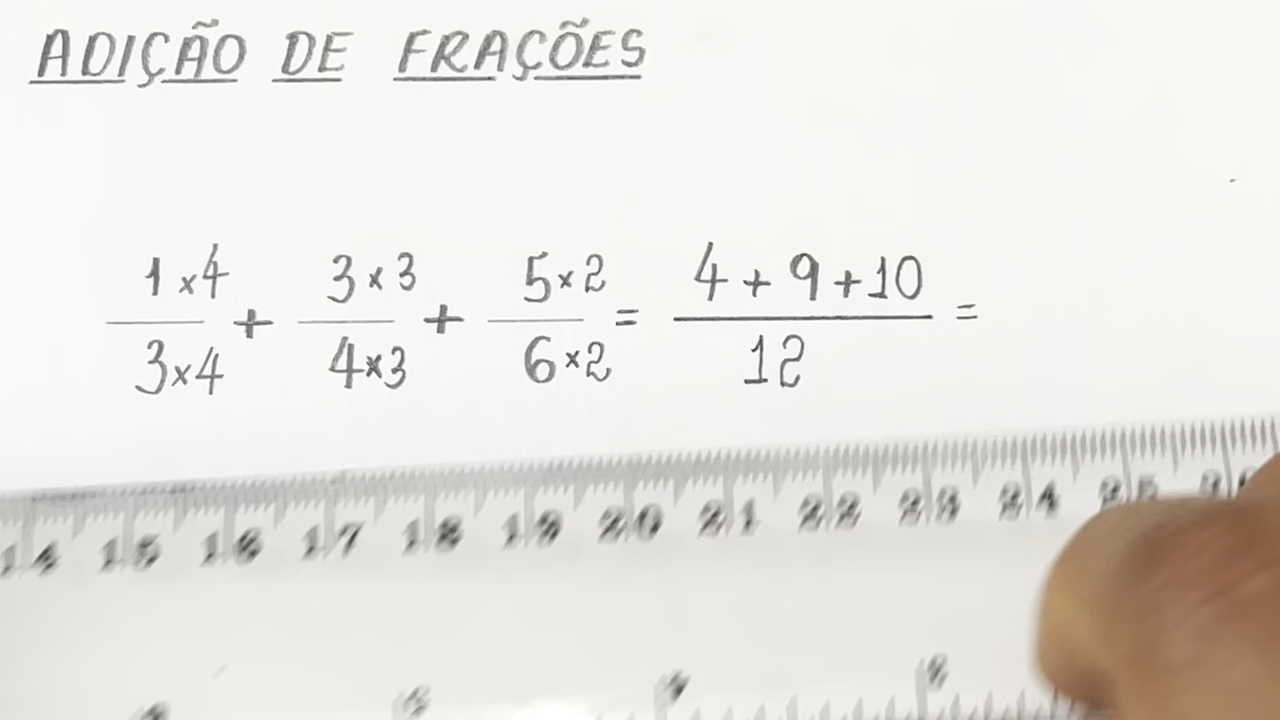 ADIÇÃO DE FRAÇÕES
1×4/3×4 + 3×3/4×3 + 5×2/6×2 = 4+9+10/12 =
14 15 16 17 18 19 20 21 22 23 24 25